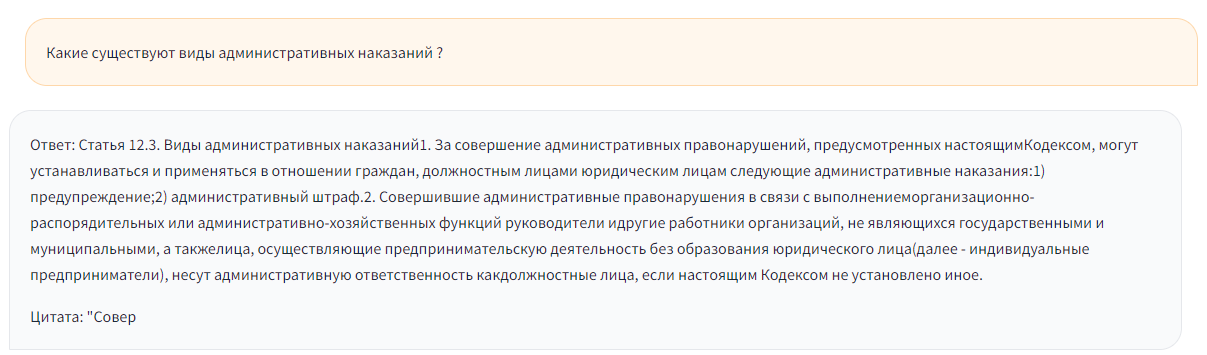 Какие существуют виды административных наказаний ?
Ответ: Статья 12.3. Виды административных наказаний1. За совершение административных правонарушений, предусмотренных настоящимКодексом, могут
устанавливаться и применяться в отношении граждан, должностным лицами юридическим лицам следующие административные наказания:1)
предупреждение;2) административный штраф.2. Совершившие административные правонарушения в связи с выполнениеморганизационно-
распорядительных или административно-хозяйственных функций руководители идругие работники организаций, не являющихся государственными и
муниципальными, а такжелица, осуществляющие предпринимательскую деятельность без образования юридического лица(далее - индивидуальные
предприниматели), несут административную ответственность какдолжностные лица, если настоящим Кодексом не установлено иное.
Цитата: "Совер